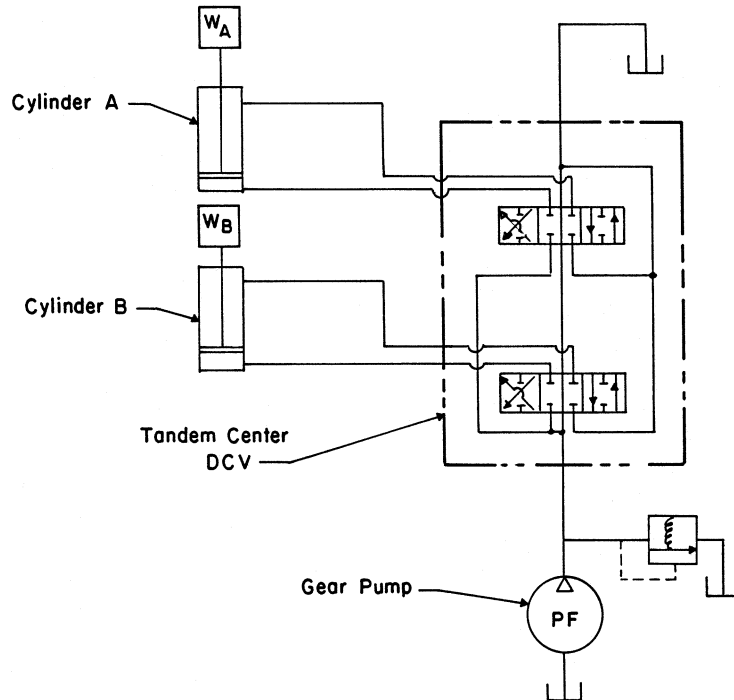 WA
Cylinder A
WB
Cylinder B
Tandem Center
DCV
Gear Pump
PF